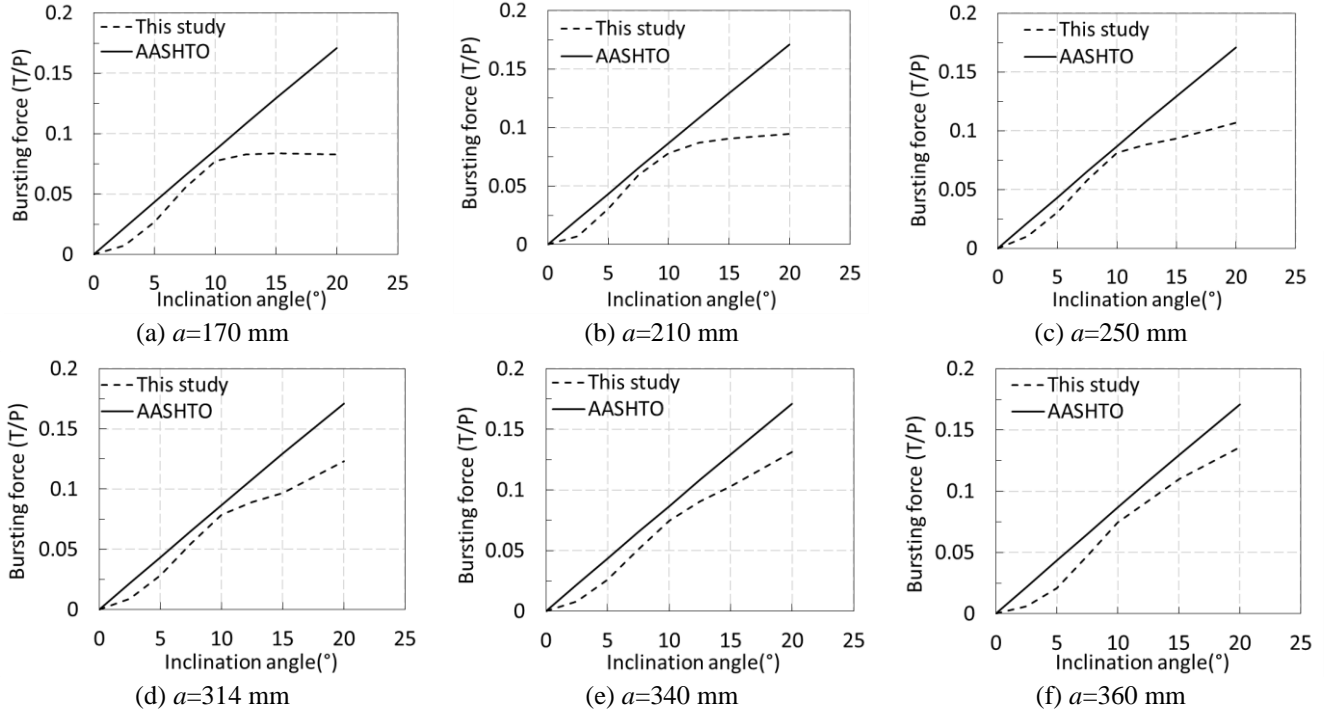 0.2
This study
AASHTO
0.15
0.1
0.05
0
Bursting force (T/P)
0 5 10 15 20 25
Inclination angle(°)
(a) a=170 mm
0.2
This study
AASHTO
0.15
0.1
0.05
0
Bursting force (T/P)
0 5 10 15 20 25
Inclination angle(°)
(b) a=210 mm
0.2
This study
AASHTO
0.15
0.1
0.05
0
Bursting force (T/P)
0 5 10 15 20 25
Inclination angle(°)
(c) a=250 mm
0.2
This study
AASHTO
0.15
0.1
0.05
0
Bursting force (T/P)
0 5 10 15 20 25
Inclination angle(°)
(d) a=314 mm
0.2
This study
AASHTO
0.15
0.1
0.05
0
Bursting force (T/P)
0 5 10 15 20 25
Inclination angle(°)
(e) a=340 mm
0.2
This study
AASHTO
0.15
0.1
0.05
0
Bursting force (T/P)
0 5 10 15 20 25
Inclination angle(°)
(f) a=360 mm